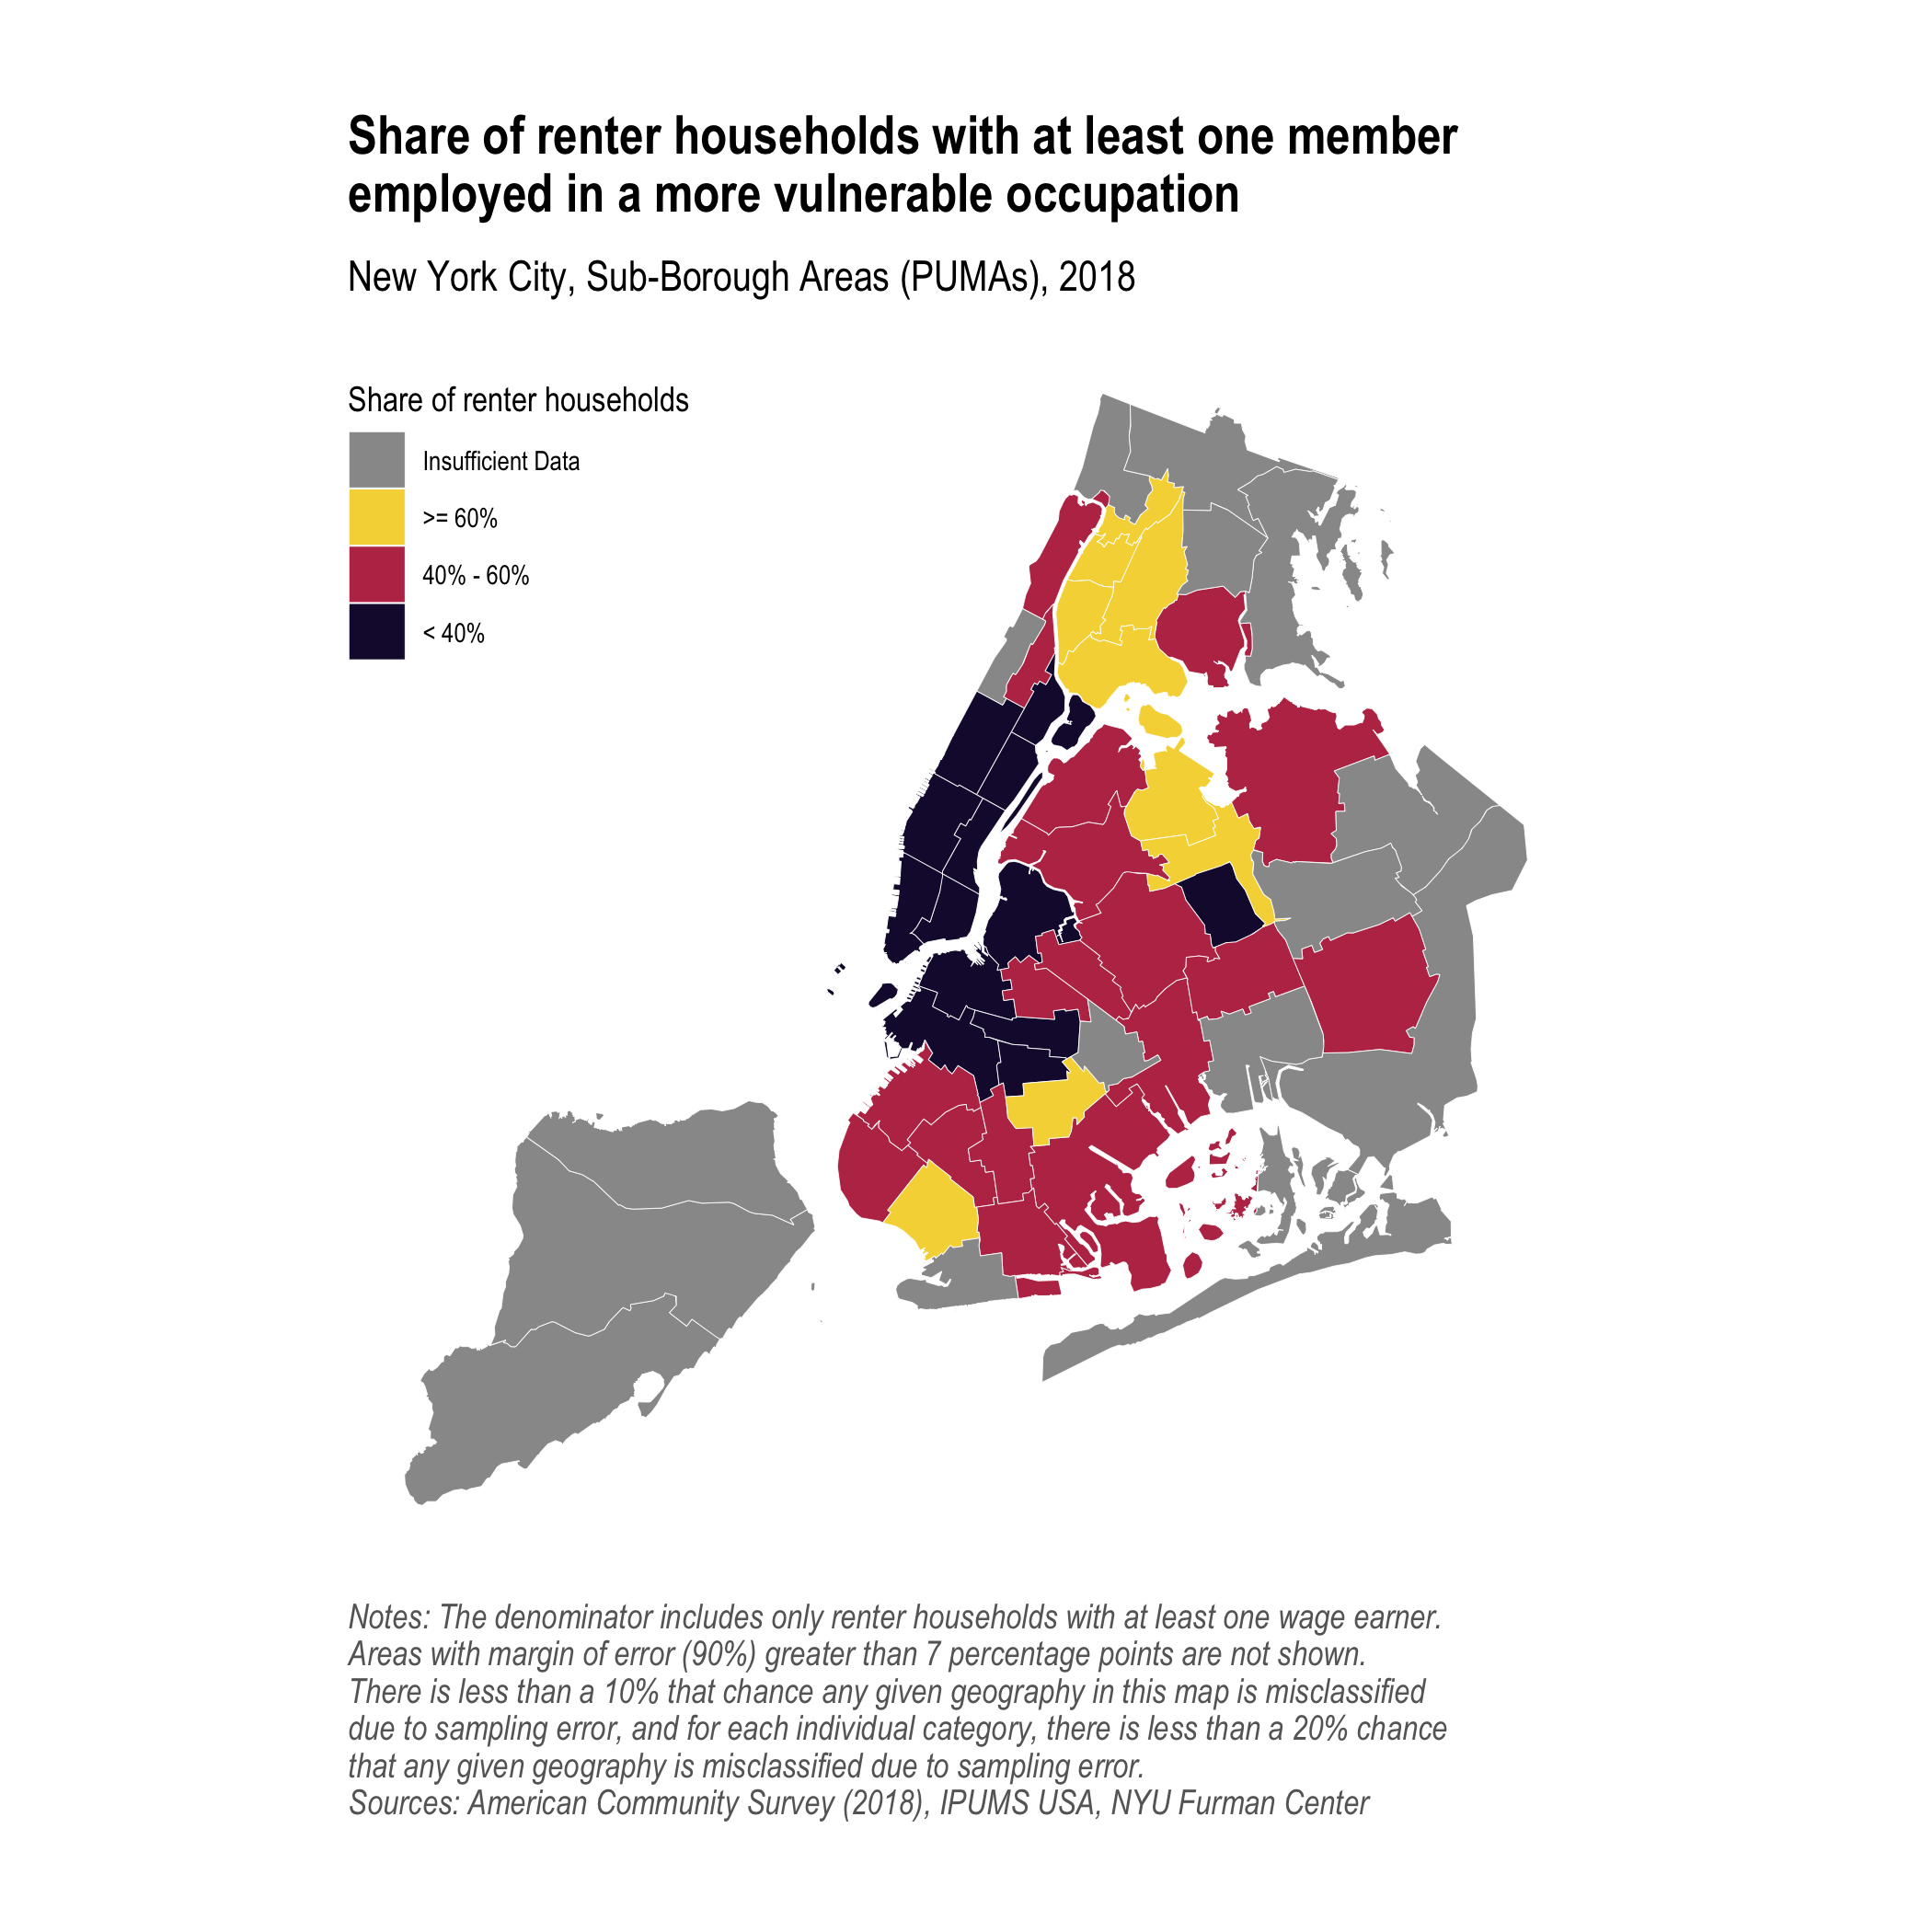 Share of renter households with at least one member
employed in a more vulnerable occupation
New York City, Sub-Borough Areas (PUMAs), 2018
Share of renter households
Insufficient Data
>= 60%
40% - 60%
< 40%
Notes: The denominator includes only renter households with at least one wage earner.
Areas with margin of error (90%) greater than 7 percentage points are not shown.
There is less than a 10% that chance any given geography in this map is misclassified
due to sampling error, and for each individual category, there is less than a 20% chance
that any given geography is misclassified due to sampling error.
Sources: American Community Survey (2018), IPUMS USA, NYU Furman Center